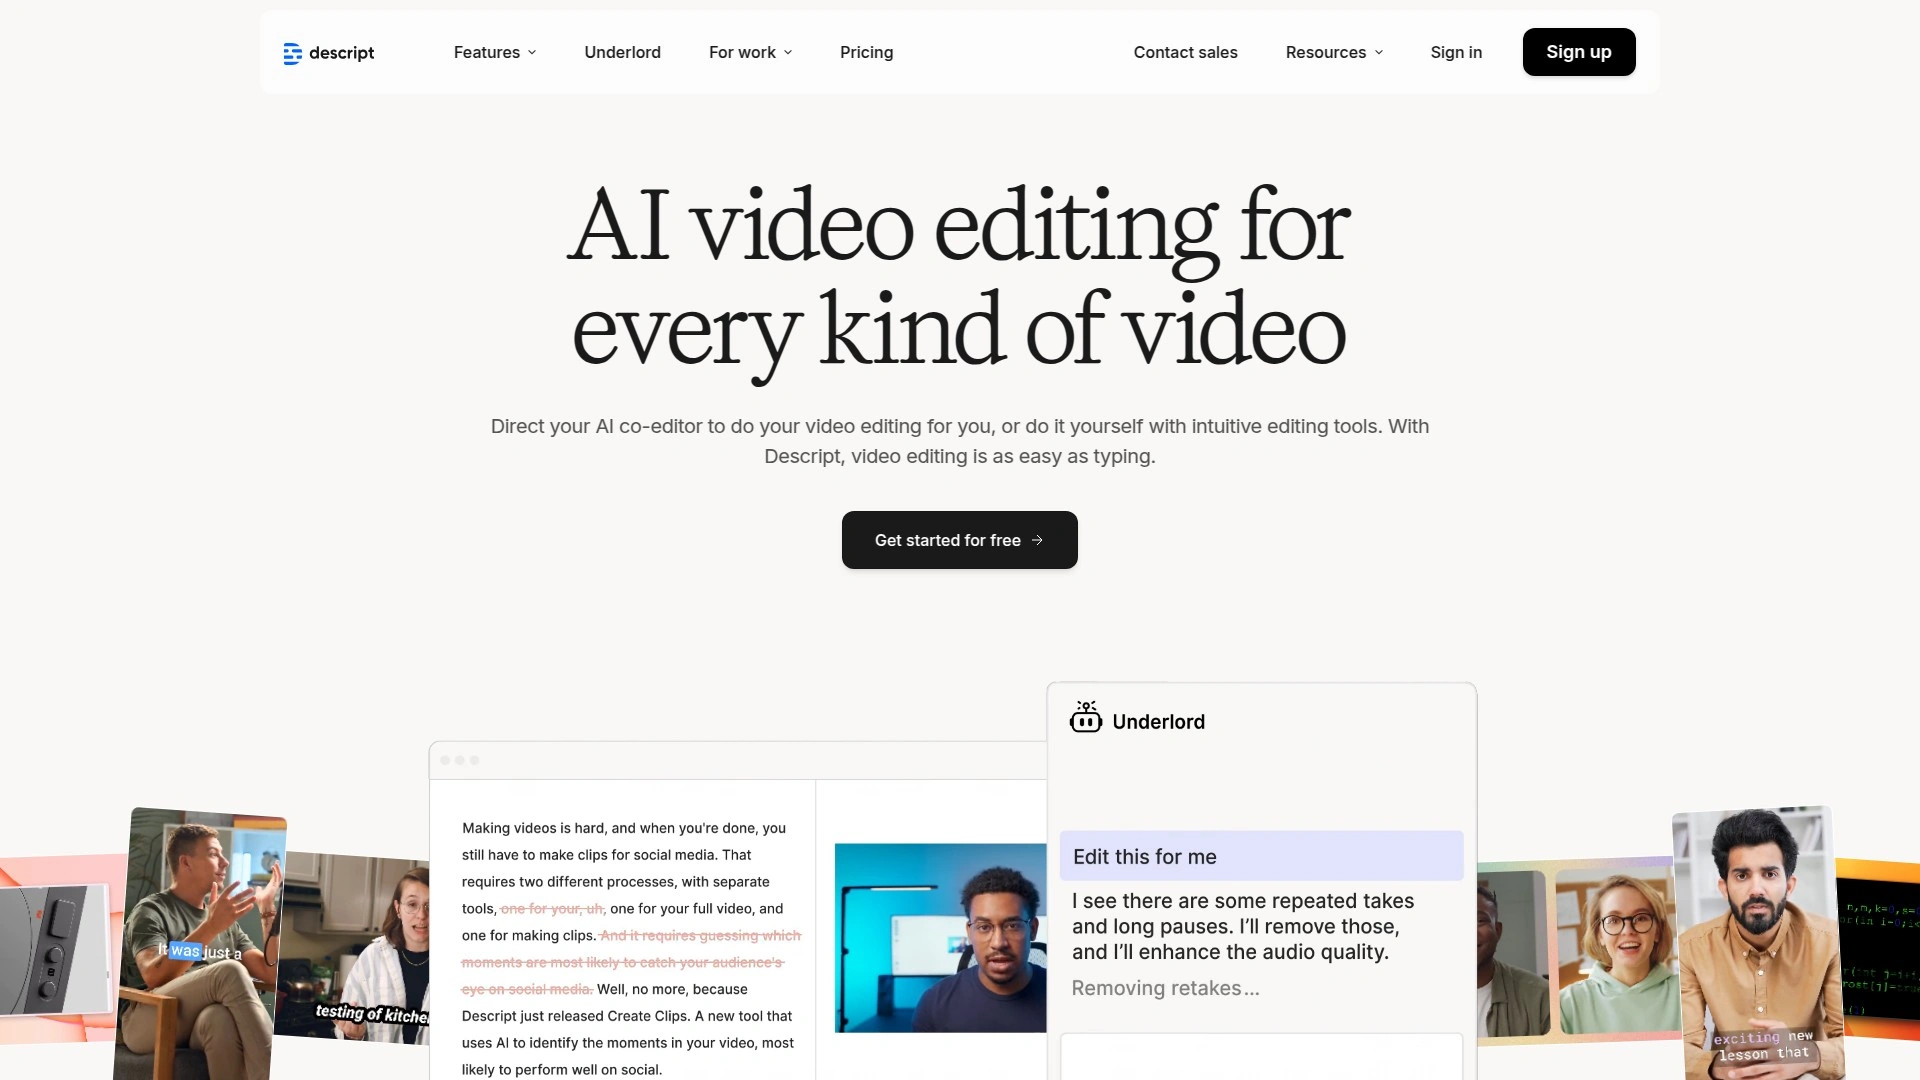 descript
Features
Underlord
For work
Pricing
Contact sales
Resources
Sign in
Sign up
AI video editing for
every kind of video
Direct your AI co-editor to do your video editing for you, or do it yourself with intuitive editing tools. With
Descript, video editing is as easy as typing.
Get started for free →
Making videos is hard, and when you're done, you
still have to make clips for social media. That
requires two different processes, with separate
tools, one for your, uh, one for your full video, and
one for making clips. And it requires guessing which
moments are most likely to catch your audience's
eye on social media. Well, no more, because
Descript just released Create Clips. A new tool that
uses AI to identify the moments in your video, most
likely to perform well on social.
Underlord
Edit this for me
I see there are some repeated takes
and long pauses. I’ll remove those,
and I’ll enhance the audio quality.
Removing retakes...
It was just a
testing of kitche
exciting new
lesson that